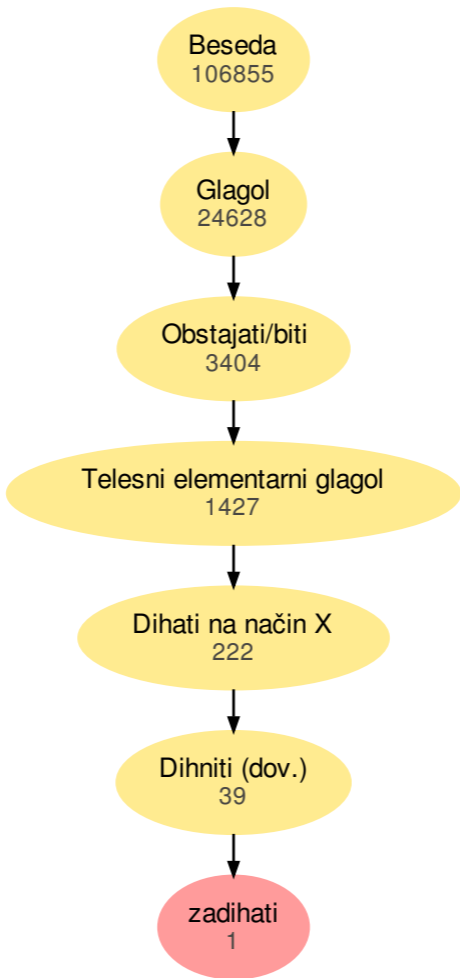 Beseda
106855
Glagol
24628
Obstajati/biti
3404
Telesni elementarni glagol
1427
Dihati na način X
222
Dihniti (dov.)
39
zadihati
1